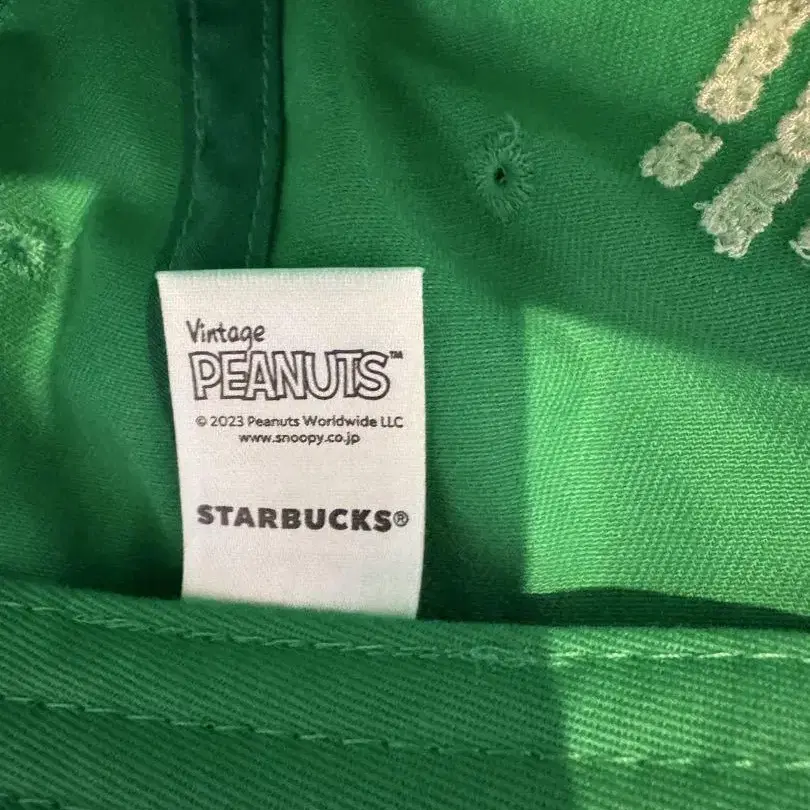 Vintage
PEANUTS™
© 2023 Peanuts Worldwide LLC
www.snoopy.co.jp
STARBUCKS®